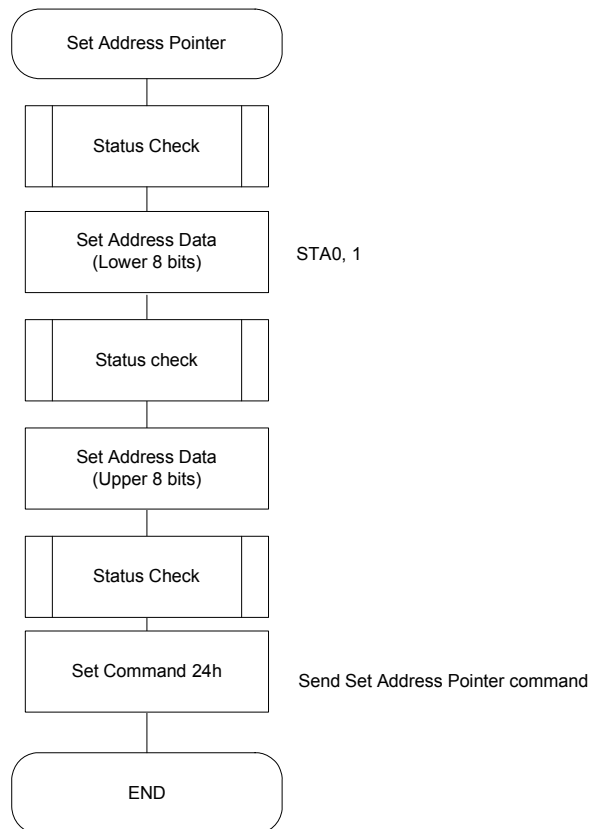 Set Address Pointer
Status Check
Set Address Data
(Lower 8 bits)
STA0, 1
Status check
Set Address Data
(Upper 8 bits)
Status Check
Set Command 24h
Send Set Address Pointer command
END